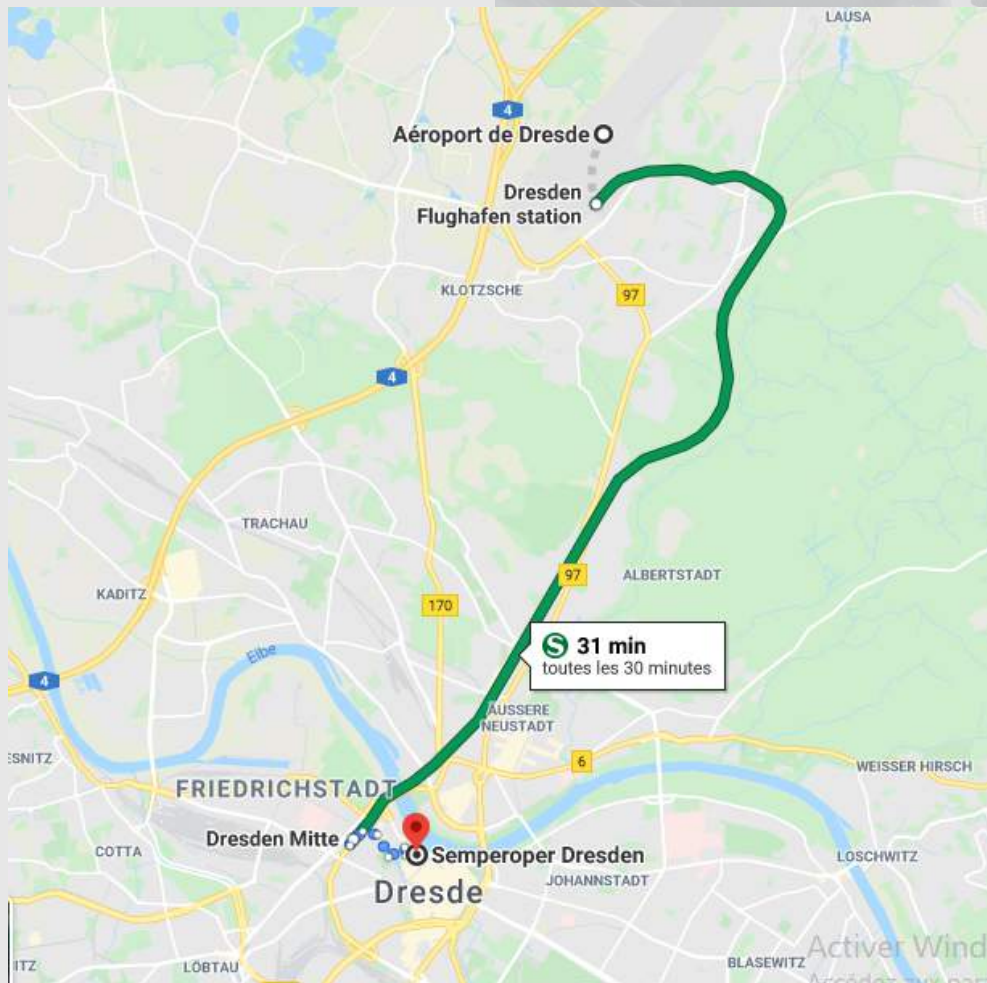 LAUSA
4
Aéroport de Dresde
Dresden
Flughafen station
KLOTZSCHE
97
4
TRACHAU
97
ALBERTSTADT
KADITZ
170
S 31 min
toutes les 30 minutes
Elbe
4
ÄUSSERE
NEUSTADT
ESNITZ
6
WEISSER HIRSCH
FRIEDRICHSTADT
Dresden Mitte
COTTA
Semperoper Dresden
LOSCHWITZ
Dresde
JOHANNSTADT
Activer Wind
ITZ
LÖBTAU
BLASEWITZ